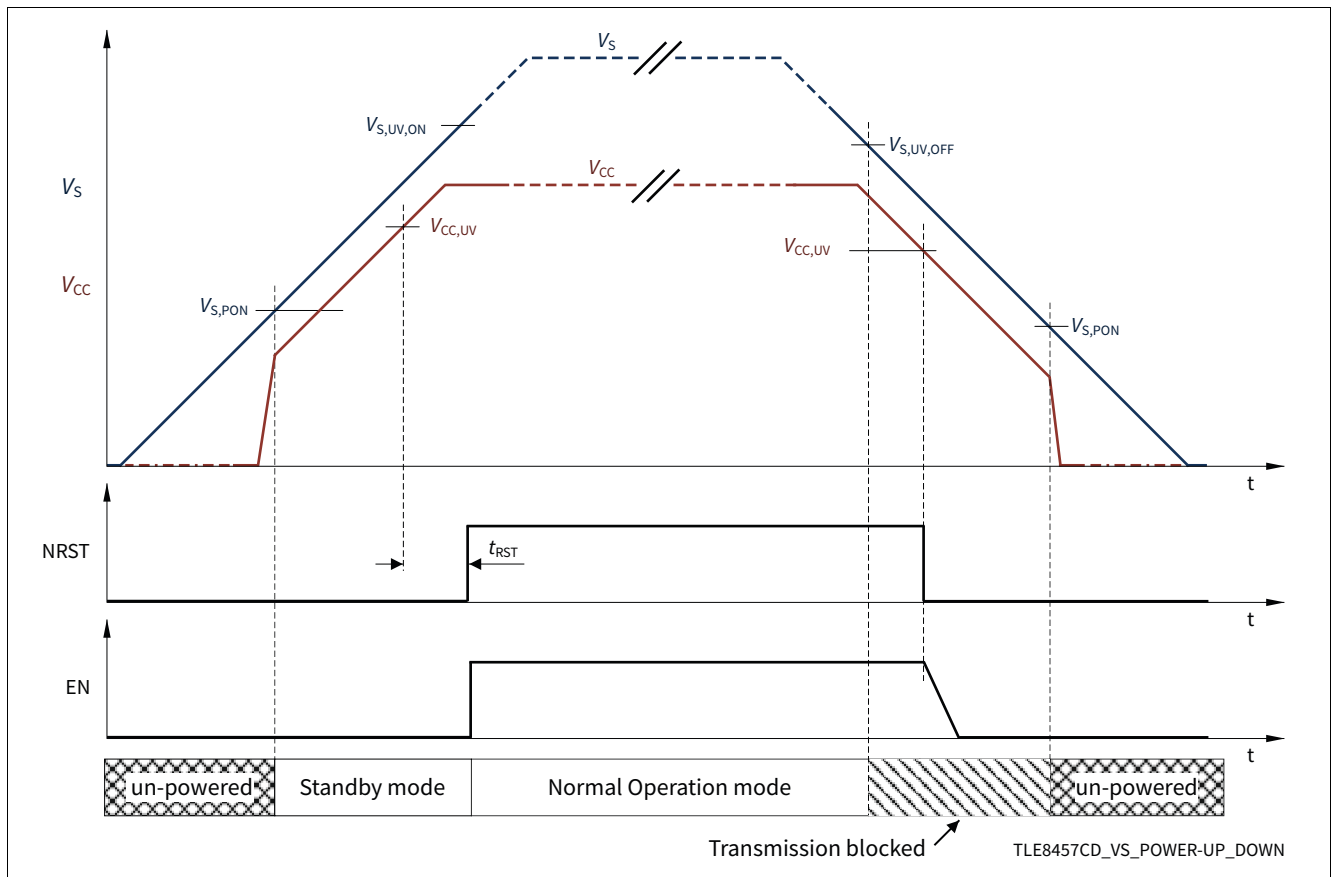 VS
VS,UV,ON
VS,UV,OFF
VS
VCC
VCC,UV
VCC,UV
VCC
VS,PON
VS,PON
t
NRST
tRST
t
EN
t
un-powered
Standby mode
Normal Operation mode
un-powered
Transmission blocked
TLE8457CD_VS_POWER-UP_DOWN